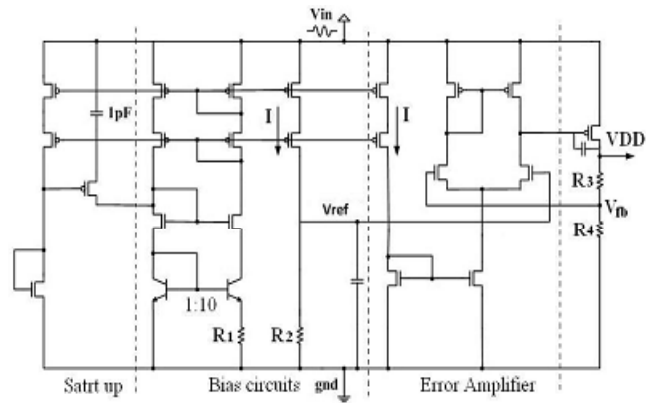 Vin
1pF
I
I
VDD
R3
Vfb
R4
Vref
1:10
R1
R2
Satrt up
Bias circuits
gnd
Error Amplifier